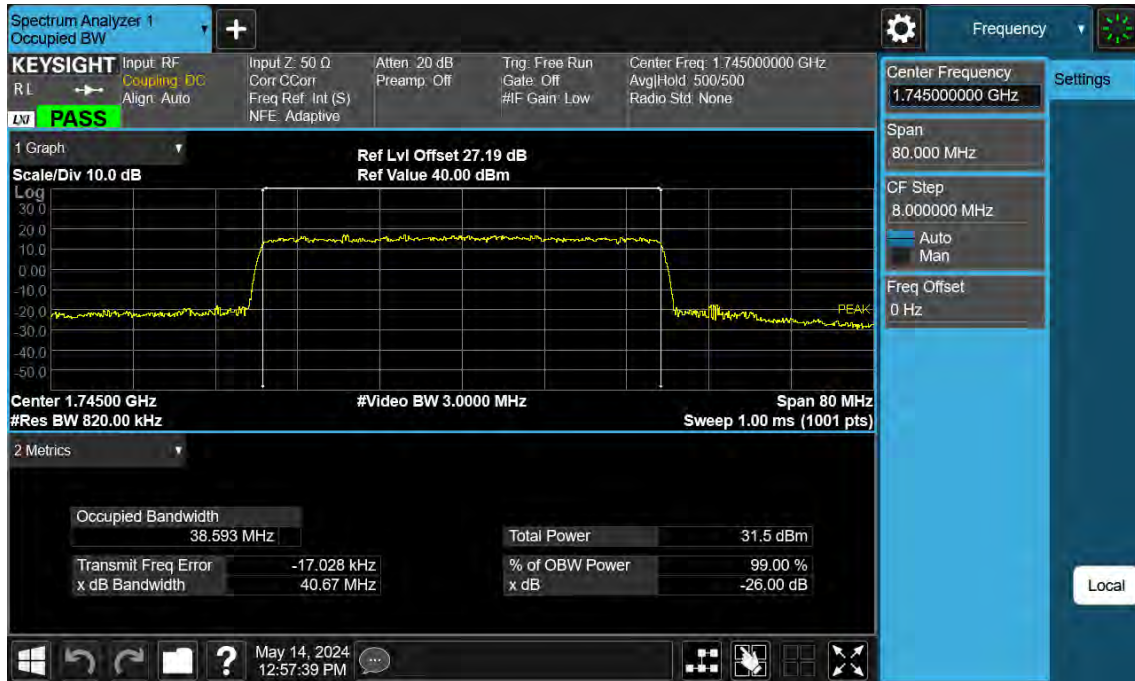 Spectrum Analyzer 1
Occupied BW
+
Frequency
KEYSIGHT
R L
LXI
PASS
Input: RF
Coupling: DC
Align: Auto
Input Z: 50 Ω
Corr CCorr
Freq Ref: Int (S)
NFE: Adaptive
Atten: 20 dB
Preamp: Off
Trig: Free Run
Gate: Off
#IF Gain: Low
Center Freq: 1.745000000 GHz
Avg|Hold: 500/500
Radio Std: None
Center Frequency
1.745000000 GHz
Settings
Span
80.000 MHz
CF Step
8.000000 MHz
Auto
Man
Freq Offset
0 Hz
Local
1 Graph
Scale/Div 10.0 dB
Ref Lvl Offset 27.19 dB
Ref Value 40.00 dBm
Log
30.0
20.0
10.0
0.00
-10.0
-20.0
-30.0
-40.0
-50.0
PEAK
Center 1.74500 GHz
#Video BW 3.0000 MHz
Span 80 MHz
#Res BW 820.00 kHz
Sweep 1.00 ms (1001 pts)
2 Metrics
Occupied Bandwidth
38.593 MHz
Total Power 31.5 dBm
Transmit Freq Error -17.028 kHz
% of OBW Power 99.00 %
x dB Bandwidth 40.67 MHz
x dB -26.00 dB
?
May 14, 2024
12:57:39 PM